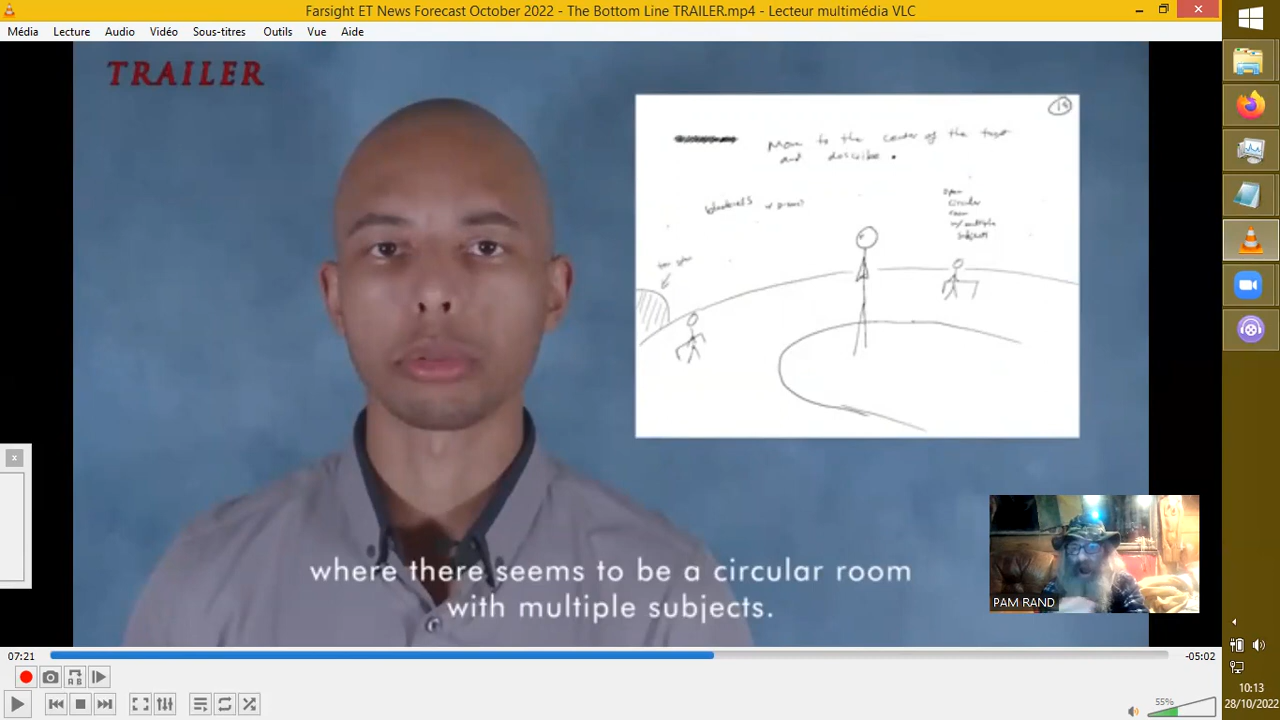 Farsight ET News Forecast October 2022 - The Bottom Line TRAILER.mp4 - Lecteur multimédia VLC
Média Lecture Audio Vidéo Sous-titres Outils Vue Aide
TRAILER
19
Move to the center of the target
and describe.
open
circular
room
w/multiple
subjects
where there seems to be a circular room
with multiple subjects.
PAM RAND
07:21
-05:02
55%
10:13
28/10/2022